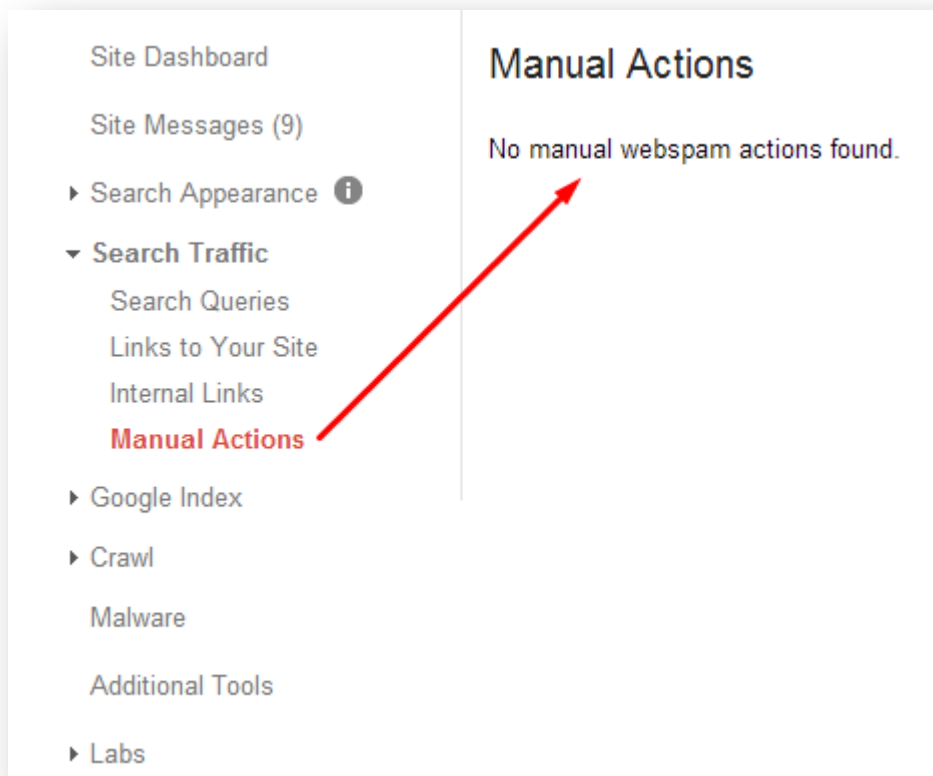 Site Dashboard
Site Messages (9)
Search Appearance
Search Traffic
Search Queries
Links to Your Site
Internal Links
Manual Actions
Google Index
Crawl
Malware
Additional Tools
Labs
Manual Actions
No manual webspam actions found.